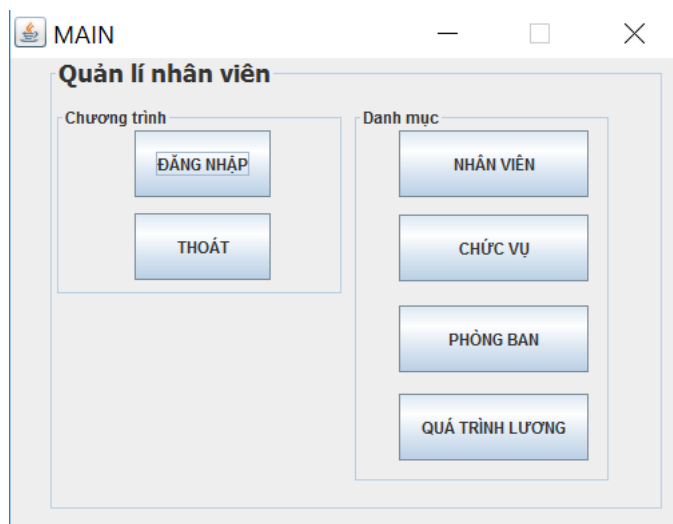 MAIN
Quản lí nhân viên
Chương trình
ĐĂNG NHẬP
THOÁT
Danh mục
NHÂN VIÊN
CHỨC VỤ
PHÒNG BAN
QUÁ TRÌNH LƯƠNG